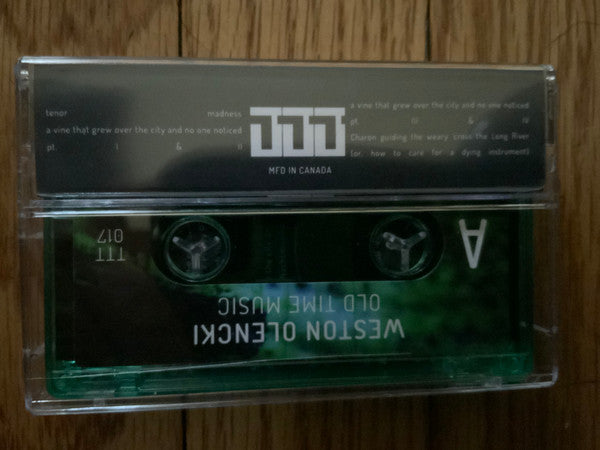 tenor madness
a vine that grew over the city and no one noticed
pt. I & II
TTT
MFD IN CANADA
a vine that grew over the city and no one noticed
pt. III & IV
Charon guiding the weary 'cross the Long River
(or, how to care for a dying instrument)
A
TTT
017
WESTON OLENCKI
OLD TIME MUSIC